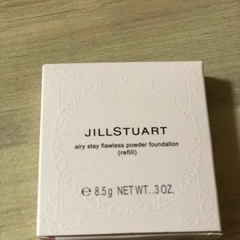 JILLSTUART
airy stay flawless powder foundation
(refill)
℮ 8.5g NET WT. .3 OZ.